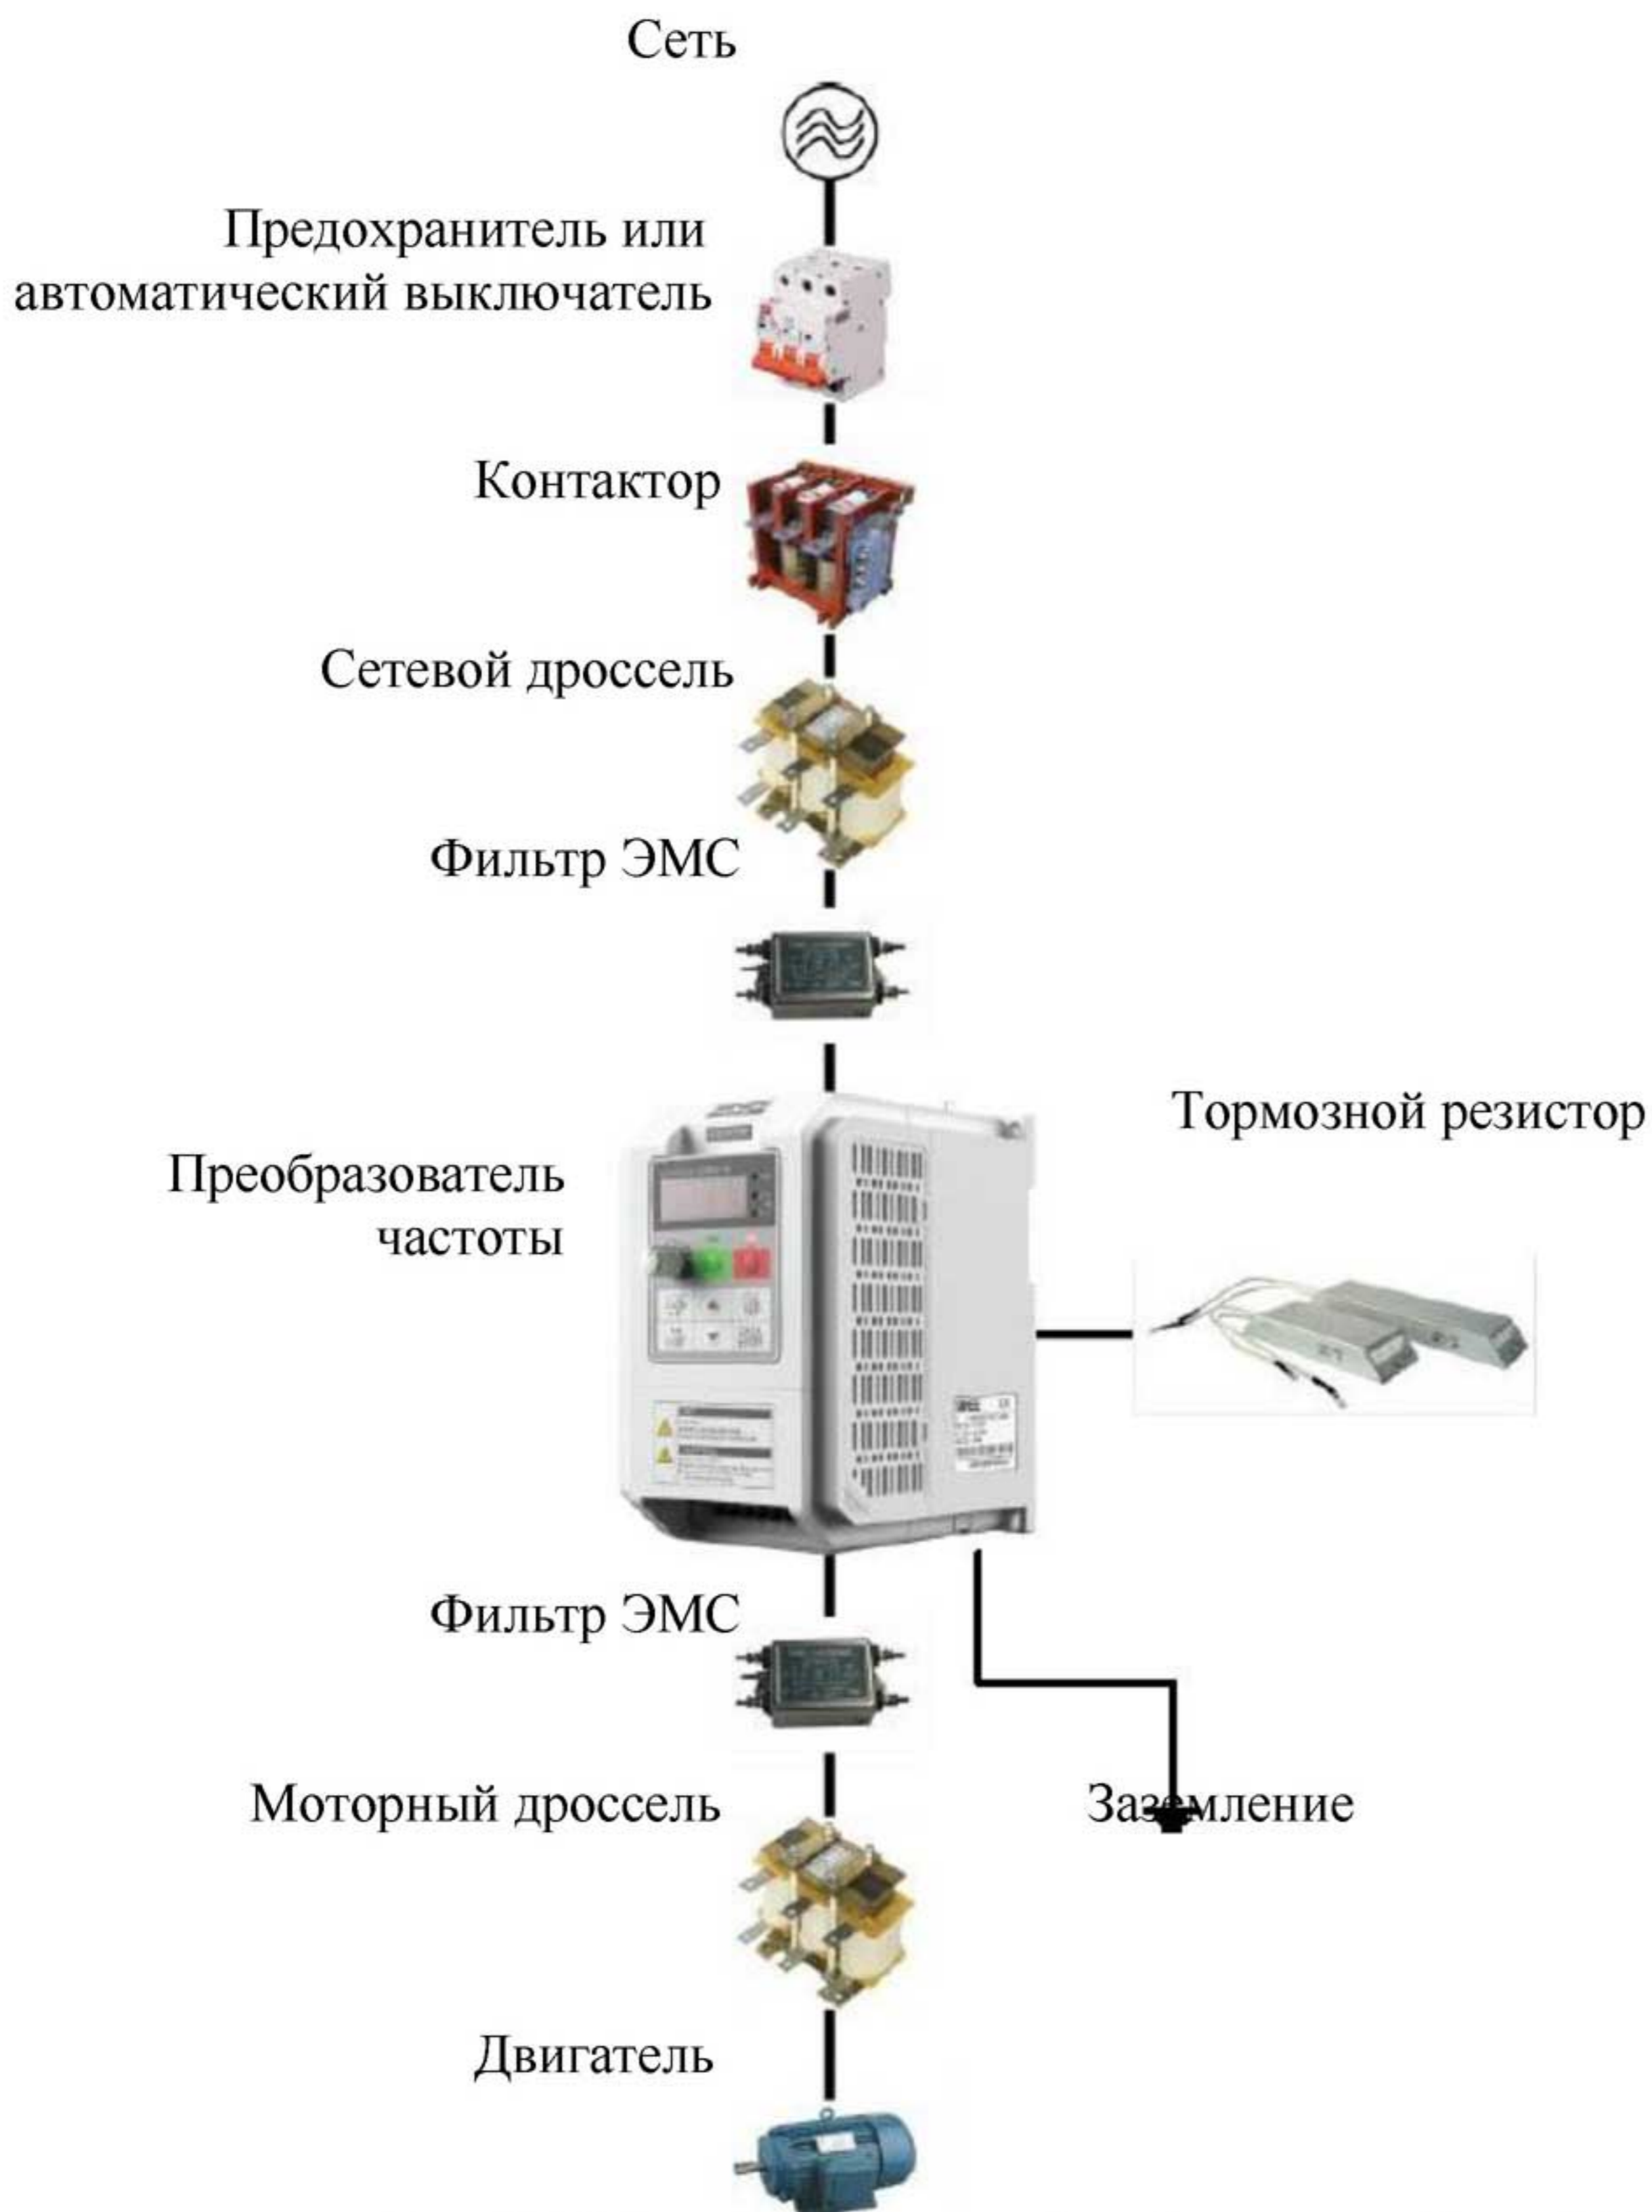 Сеть
Предохранитель или
автоматический выключатель
Контактор
Сетевой дроссель
Фильтр ЭМС
Тормозной резистор
Преобразователь
частоты
Фильтр ЭМС
Моторный дроссель
Заземление
Двигатель